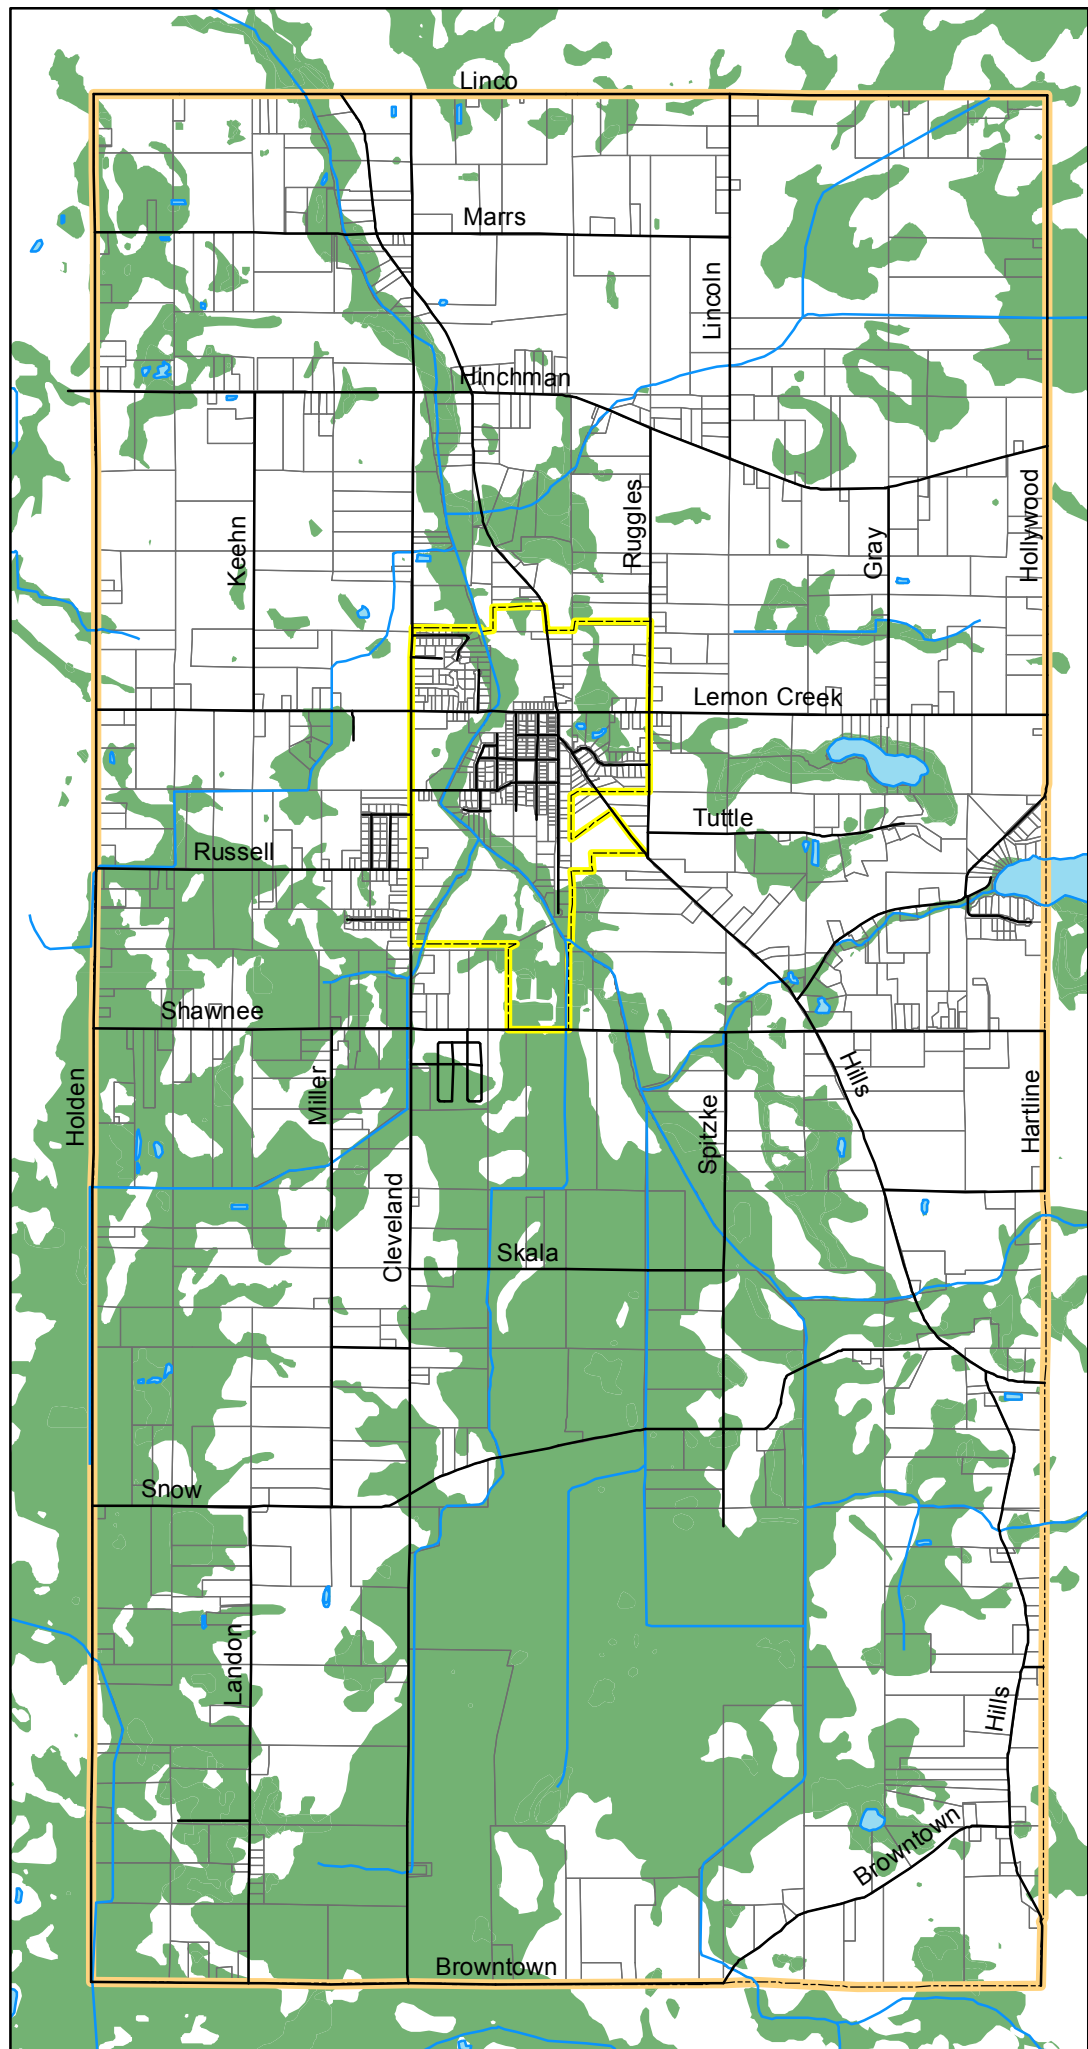 Linco
Marrs
Lincoln
Hinchman
Keehn
Ruggles
Gray
Hollywood
Lemon Creek
Tuttle
Russell
Shawnee
Holden
Miller
Hills
Spitzke
Hartline
Cleveland
Skala
Snow
Landon
Hills
Browntown
Browntown